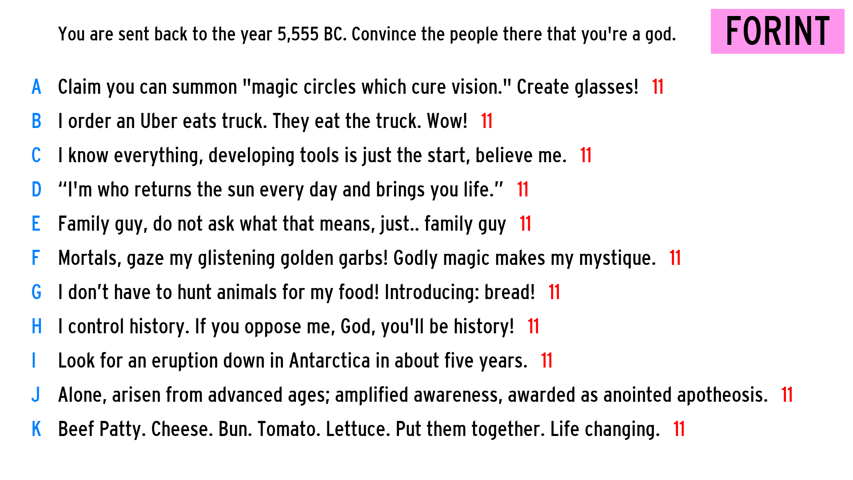 You are sent back to the year 5,555 BC. Convince the people there that you're a god.
FORINT
A Claim you can summon "magic circles which cure vision." Create glasses! 11
B I order an Uber eats truck. They eat the truck. Wow! 11
C I know everything, developing tools is just the start, believe me. 11
D “I'm who returns the sun every day and brings you life.” 11
E Family guy, do not ask what that means, just.. family guy 11
F Mortals, gaze my glistening golden garbs! Godly magic makes my mystique. 11
G I don’t have to hunt animals for my food! Introducing: bread! 11
H I control history. If you oppose me, God, you'll be history! 11
I Look for an eruption down in Antarctica in about five years. 11
J Alone, arisen from advanced ages; amplified awareness, awarded as anointed apotheosis. 11
K Beef Patty. Cheese. Bun. Tomato. Lettuce. Put them together. Life changing. 11